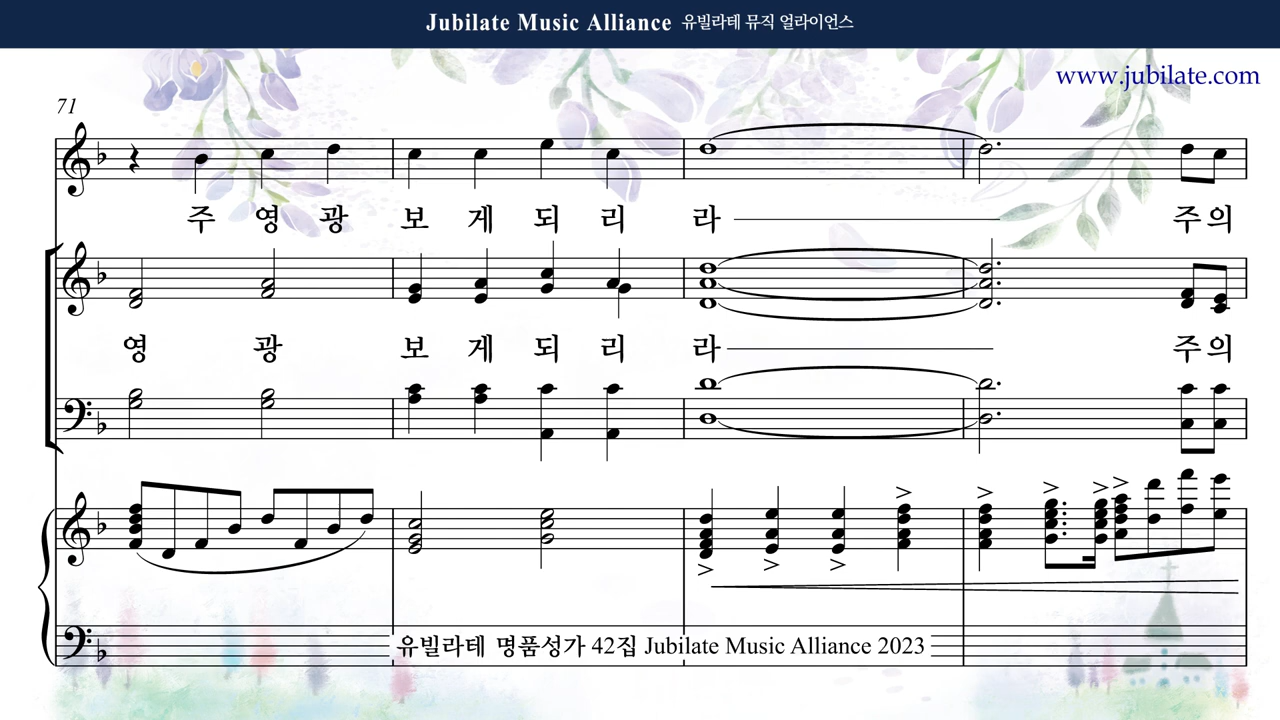 Jubilate Music Alliance 유빌라테 뮤직 얼라이언스
www.jubilate.com
71
주 영 광 보 게 되 리 라 주의
영 광 보 게 되 리 라 주의
유빌라테 명품성가 42집 Jubilate Music Alliance 2023